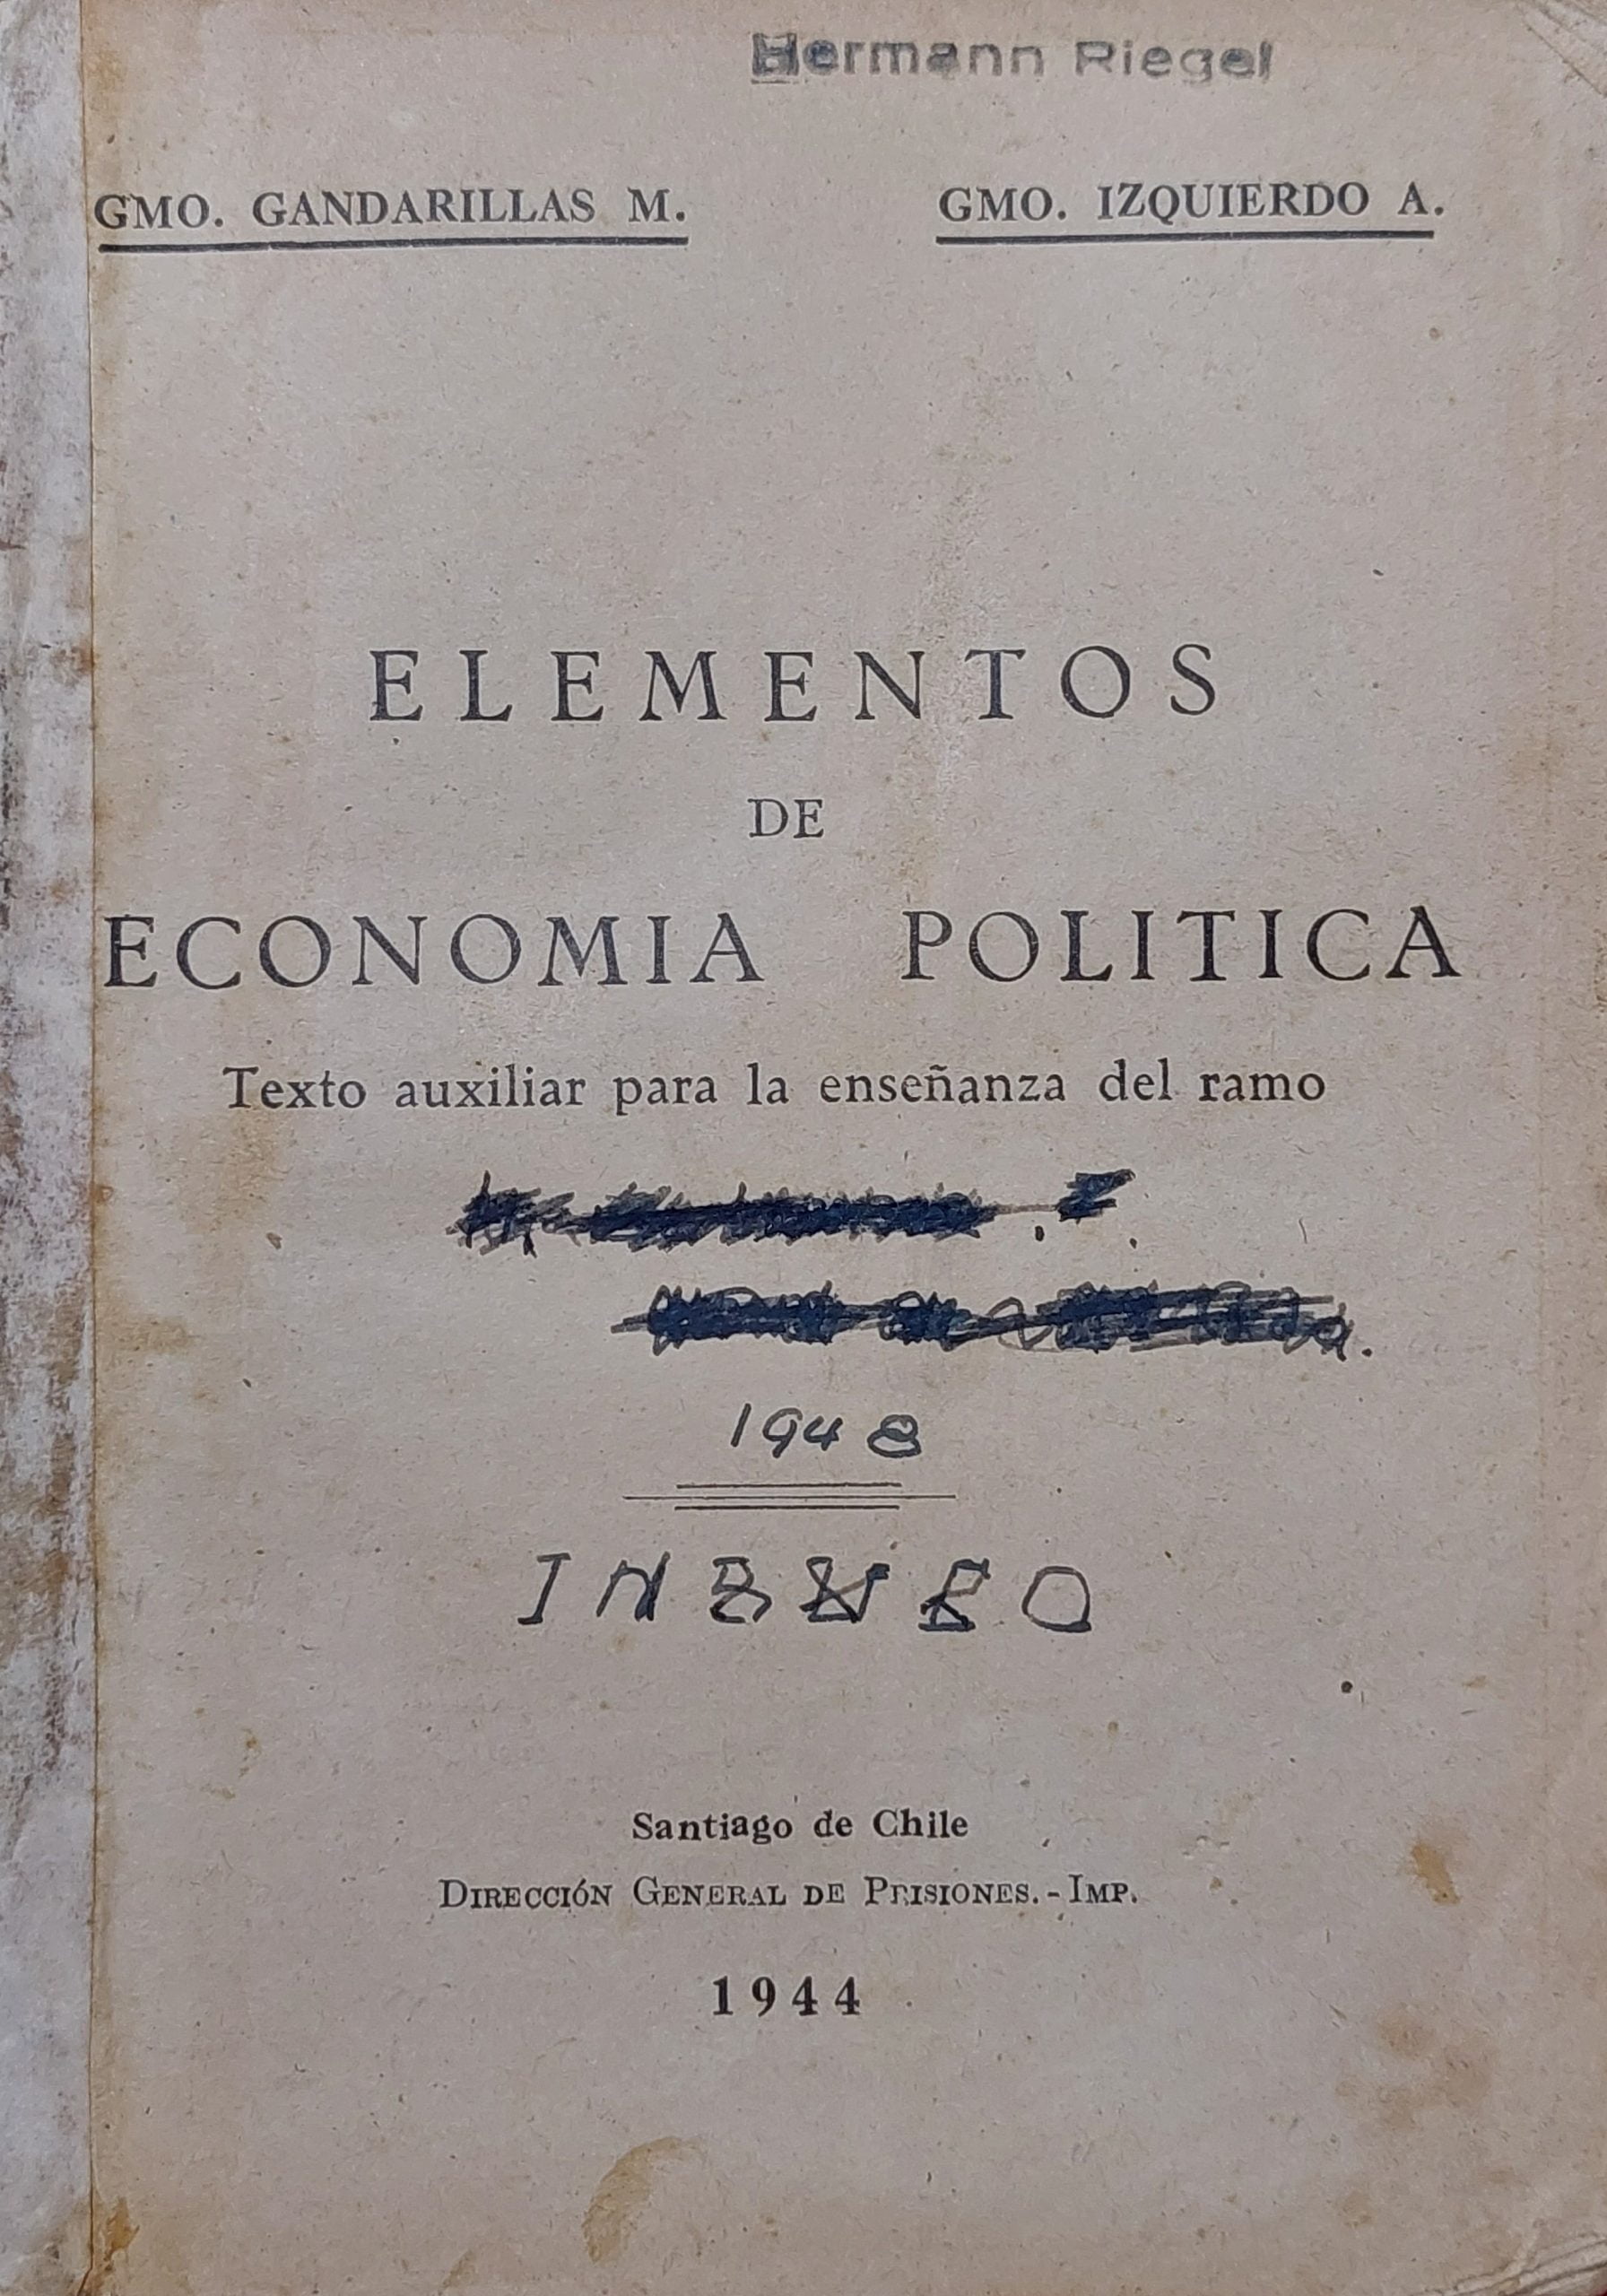 Hermann Riegel
GMO. GANDARILLAS M. GMO. IZQUIERDO A.
ELEMENTOS
DE
ECONOMIA POLITICA
Texto auxiliar para la enseñanza del ramo
1948
Santiago de Chile
DIRECCIÓN GENERAL DE PRISIONES.-IMP.
1944